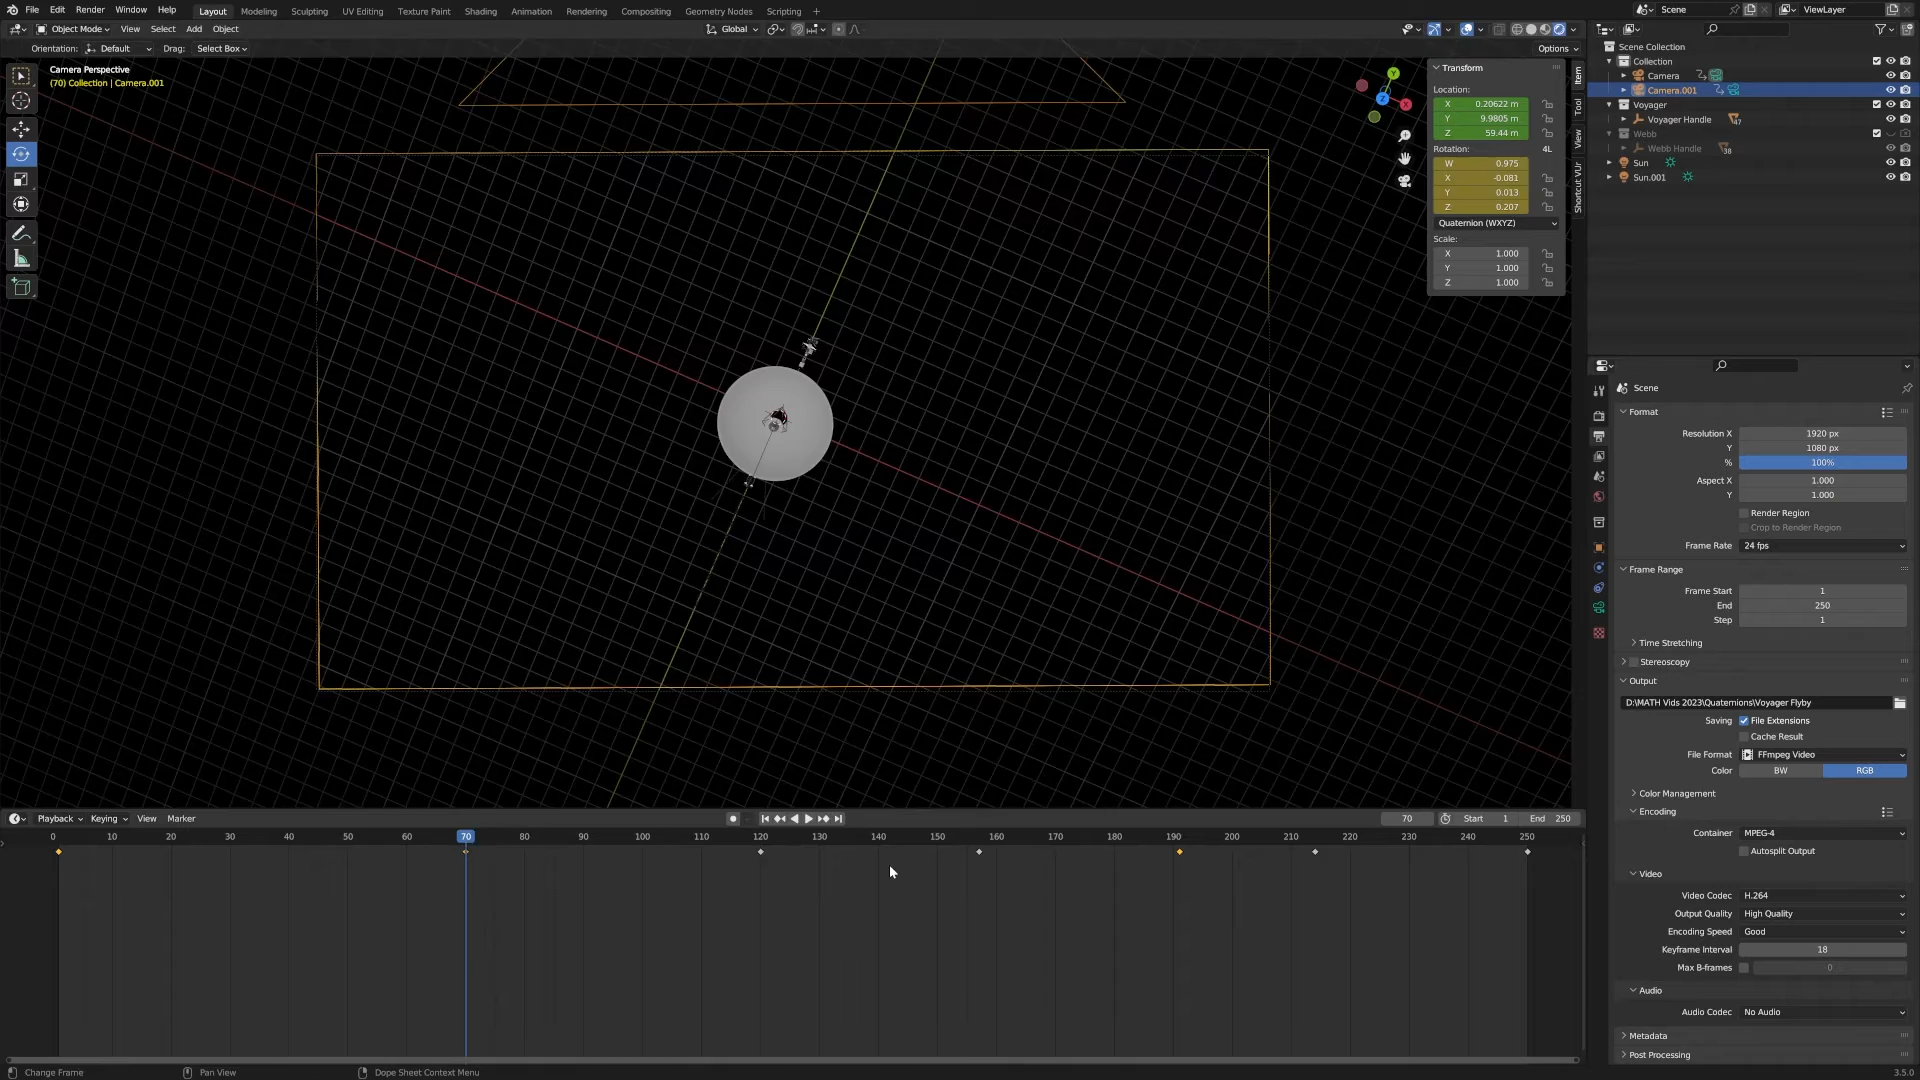 File Edit Render Window Help Layout Modeling Sculpting UV Editing Texture Paint Shading Animation Rendering Compositing Geometry Nodes Scripting +
Scene ViewLayer
Object Mode View Select Add Object Global
Orientation: Default Drag: Select Box Options
Camera Perspective
(70) Collection | Camera.001
Y
Z
X
Transform
Location:
X 0.20622 m
Y 9.9805 m
Z 59.44 m
Rotation: 4L
W 0.975
X -0.081
Y 0.013
Z 0.207
Quaternion (WXYZ)
Scale:
X 1.000
Y 1.000
Z 1.000
Item
Tool
View
Shortcut VUr
Scene Collection
Collection
Camera
Camera.001
Voyager
Voyager Handle 47
Webb
Webb Handle 38
Sun
Sun.001
Scene
Format
Resolution X 1920 px
Y 1080 px
% 100%
Aspect X 1.000
Y 1.000
Render Region
Crop to Render Region
Frame Rate 24 fps
Frame Range
Frame Start 1
End 250
Step 1
Time Stretching
Stereoscopy
Output
D:\MATH Vids 2023\Quaternions\Voyager Flyby
Saving File Extensions
Cache Result
File Format FFmpeg Video
Color BW RGB
Color Management
Encoding
Container MPEG-4
Autosplit Output
Video
Video Codec H.264
Output Quality High Quality
Encoding Speed Good
Keyframe Interval 18
Max B-frames 0
Audio
Audio Codec No Audio
Metadata
Post Processing
Playback Keying View Marker 70 Start 1 End 250
0 10 20 30 40 50 60 70 80 90 100 110 120 130 140 150 160 170 180 190 200 210 220 230 240 250
Change Frame Pan View Dope Sheet Context Menu 3.5.0